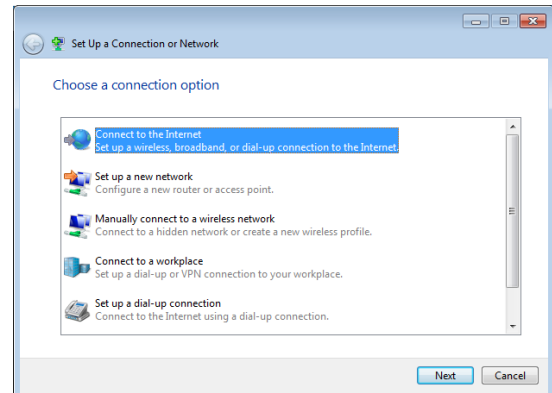 Set Up a Connection or Network
Choose a connection option
Connect to the Internet
Set up a wireless, broadband, or dial-up connection to the Internet.
Set up a new network
Configure a new router or access point.
Manually connect to a wireless network
Connect to a hidden network or create a new wireless profile.
Connect to a workplace
Set up a dial-up or VPN connection to your workplace.
Set up a dial-up connection
Connect to the Internet using a dial-up connection.
Next Cancel